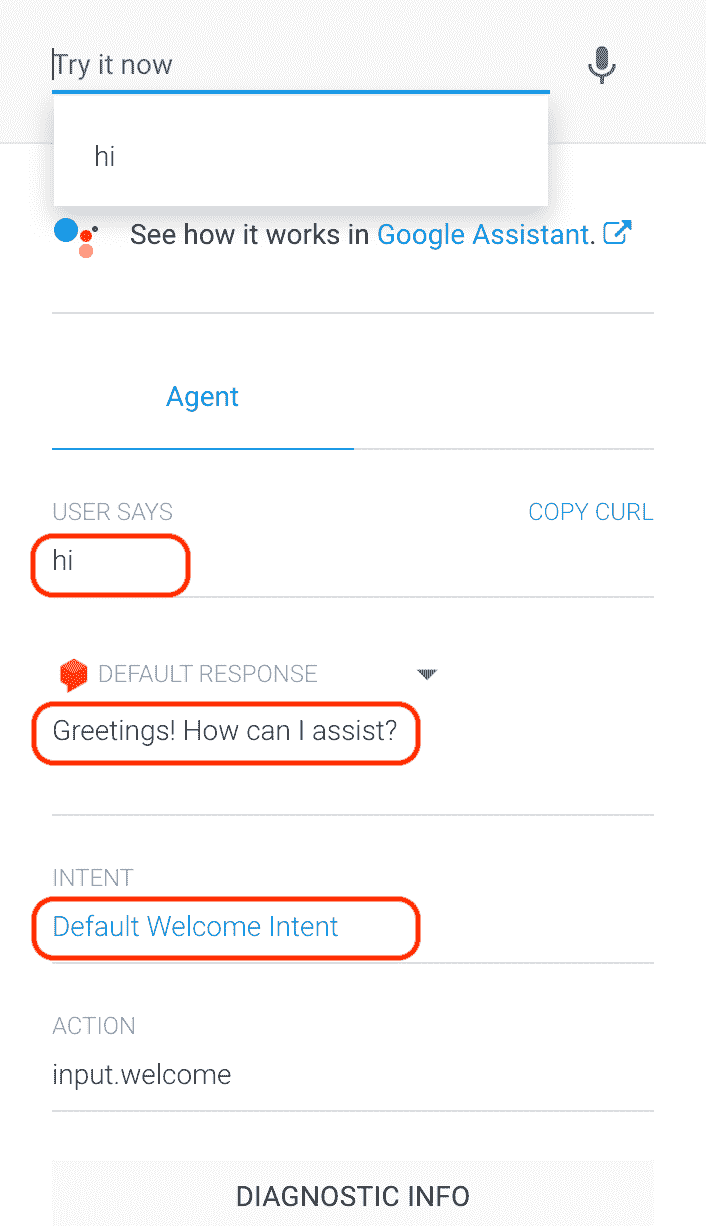 Try it now
hi
See how it works in Google Assistant.
Agent
USER SAYS COPY CURL
hi
DEFAULT RESPONSE
Greetings! How can I assist?
INTENT
Default Welcome Intent
ACTION
input.welcome
DIAGNOSTIC INFO